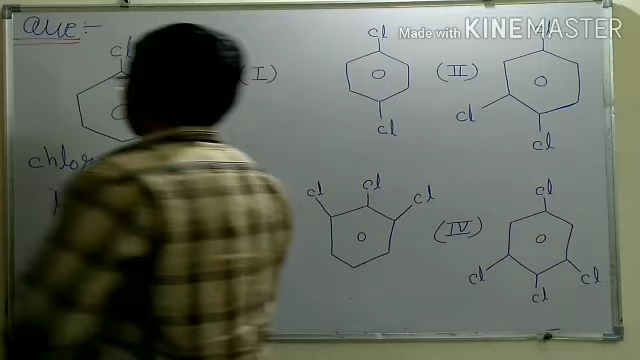 Made with KINEMASTER
Que:-
cl (I) cl (II) cl
cl
cl cl
chlor
cl cl cl (IV) cl
cl cl
cl